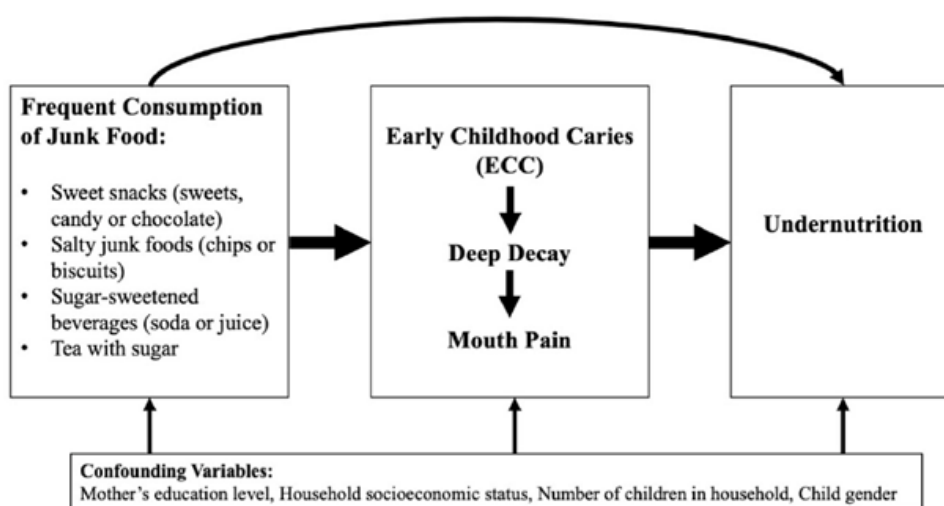 Frequent Consumption
of Junk Food:
• Sweet snacks (sweets,
candy or chocolate)
• Salty junk foods (chips or
biscuits)
• Sugar-sweetened
beverages (soda or juice)
• Tea with sugar
Early Childhood Caries
(ECC)
Deep Decay
Mouth Pain
Undernutrition
Confounding Variables:
Mother's education level, Household socioeconomic status, Number of children in household, Child gender